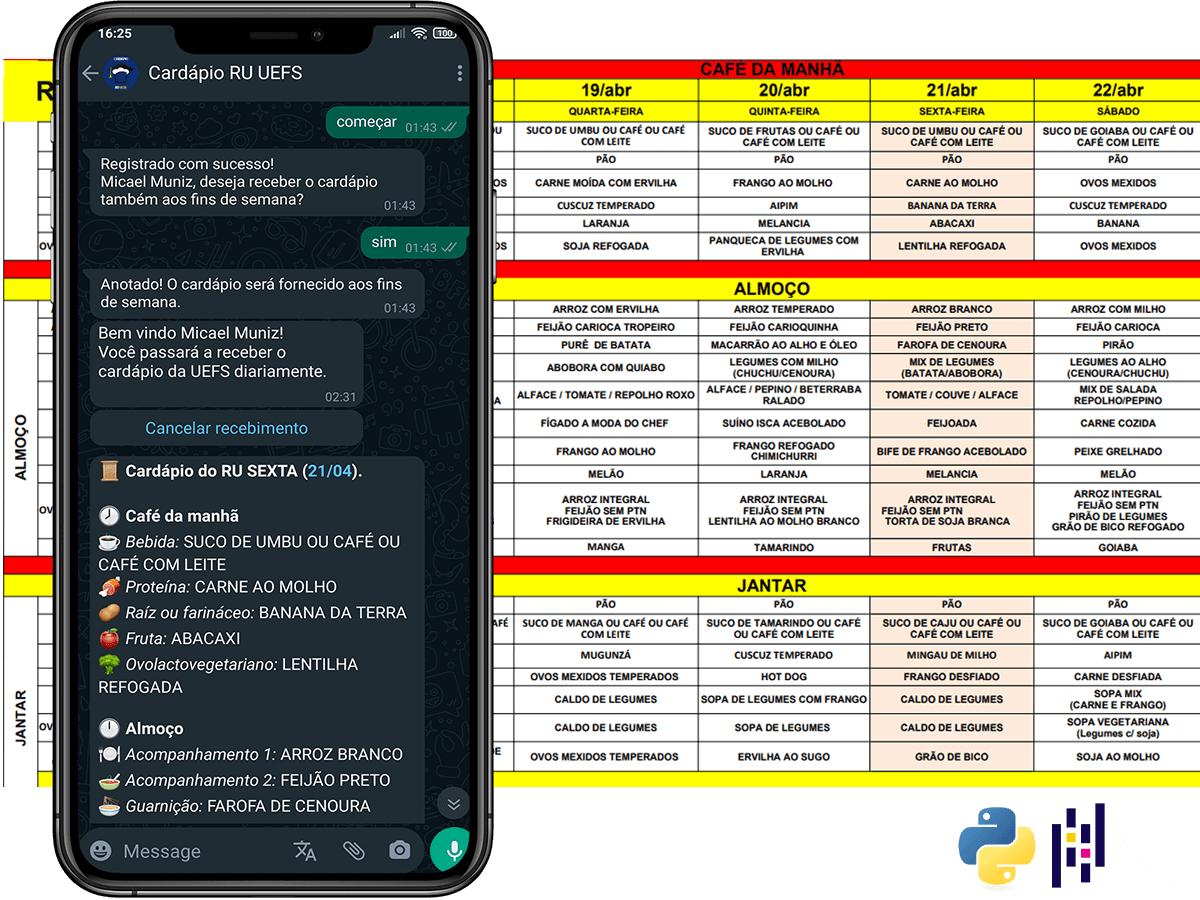 16:25
100
Cardápio RU UEFS
começar 01:43
Registrado com sucesso!
Micael Muniz, deseja receber o cardápio
também aos fins de semana?
01:43
sim 01:43
Anotado! O cardápio será fornecido aos fins
de semana.
01:43
Bem vindo Micael Muniz!
Você passará a receber o
cardápio da UEFS diariamente.
02:31
Cancelar recebimento
Cardápio do RU SEXTA (21/04).
Café da manhã
Bebida: SUCO DE UMBU OU CAFÉ OU
CAFÉ COM LEITE
Proteína: CARNE AO MOLHO
Raíz ou farináceo: BANANA DA TERRA
Fruta: ABACAXI
Ovolactovegetariano: LENTILHA
REFOGADA
Almoço
Acompanhamento 1: ARROZ BRANCO
Acompanhamento 2: FEIJÃO PRETO
Guarnição: FAROFA DE CENOURA
Message
R
CAFÉ DA MANHÃ
19/abr 20/abr 21/abr 22/abr
QUARTA-FEIRA QUINTA-FEIRA SEXTA-FEIRA SÁBADO
SUCO DE UMBU OU CAFÉ OU CAFÉ
COM LEITE
SUCO DE FRUTAS OU CAFÉ OU
CAFÉ COM LEITE
SUCO DE UMBU OU CAFÉ OU
CAFÉ COM LEITE
SUCO DE GOIABA OU CAFÉ OU
CAFÉ COM LEITE
PÃO PÃO PÃO PÃO
CARNE MOÍDA COM ERVILHA FRANGO AO MOLHO CARNE AO MOLHO OVOS MEXIDOS
CUSCUZ TEMPERADO AIPIM BANANA DA TERRA CUSCUZ TEMPERADO
LARANJA MELANCIA ABACAXI BANANA
SOJA REFOGADA
PANQUECA DE LEGUMES COM
ERVILHA
LENTILHA REFOGADA
OVOS MEXIDOS
ALMOÇO
ALMOÇO
ARROZ COM ERVILHA ARROZ TEMPERADO ARROZ BRANCO ARROZ COM MILHO
FEIJÃO CARIOCA TROPEIRO FEIJÃO CARIOQUINHA FEIJÃO PRETO FEIJÃO CARIOCA
PURÊ DE BATATA MACARRÃO AO ALHO E ÓLEO FAROFA DE CENOURA PIRÃO
ABOBORA COM QUIABO
LEGUMES COM MILHO
(CHUCHU/CENOURA)
MIX DE LEGUMES
(BATATA/ABOBORA)
LEGUMES AO ALHO
(CENOURA/CHUCHU)
ALFACE / TOMATE / REPOLHO ROXO
ALFACE / PEPINO / BETERRABA
RALADO
TOMATE / COUVE / ALFACE
MIX DE SALADA
REPOLHO/PEPINO
FÍGADO A MODA DO CHEF SUÍNO ISCA ACEBOLADO FEIJOADA CARNE COZIDA
FRANGO AO MOLHO
FRANGO REFOGADO
CHIMICHURRI
BIFE DE FRANGO ACEBOLADO
PEIXE GRELHADO
MELÃO LARANJA MELANCIA MELÃO
ARROZ INTEGRAL
FEIJÃO SEM PTN
FRIGIDEIRA DE ERVILHA
ARROZ INTEGRAL
FEIJÃO SEM PTN
LENTILHA AO MOLHO BRANCO
ARROZ INTEGRAL
FEIJÃO SEM PTN
TORTA DE SOJA BRANCA
ARROZ INTEGRAL
FEIJÃO SEM PTN
PIRÃO DE LEGUMES
GRÃO DE BICO REFOGADO
MANGA TAMARINDO FRUTAS GOIABA
JANTAR
JANTAR
PÃO PÃO PÃO PÃO
SUCO DE MANGA OU CAFÉ OU CAFÉ
COM LEITE
SUCO DE TAMARINDO OU CAFÉ
OU CAFÉ COM LEITE
SUCO DE CAJU OU CAFÉ OU
CAFÉ COM LEITE
SUCO DE GOIABA OU CAFÉ OU
CAFÉ COM LEITE
MUGUNZÁ CUSCUZ TEMPERADO MINGAU DE MILHO AIPIM
OVOS MEXIDOS TEMPERADOS HOT DOG FRANGO DESFIADO CARNE DESFIADA
CALDO DE LEGUMES SOPA DE LEGUMES COM FRANGO CALDO DE LEGUMES
SOPA MIX
(CARNE E FRANGO)
CALDO DE LEGUMES SOPA DE LEGUMES CALDO DE LEGUMES
SOPA VEGETARIANA
(Legumes c/ soja)
OVOS MEXIDOS TEMPERADOS ERVILHA AO SUGO GRÃO DE BICO SOJA AO MOLHO